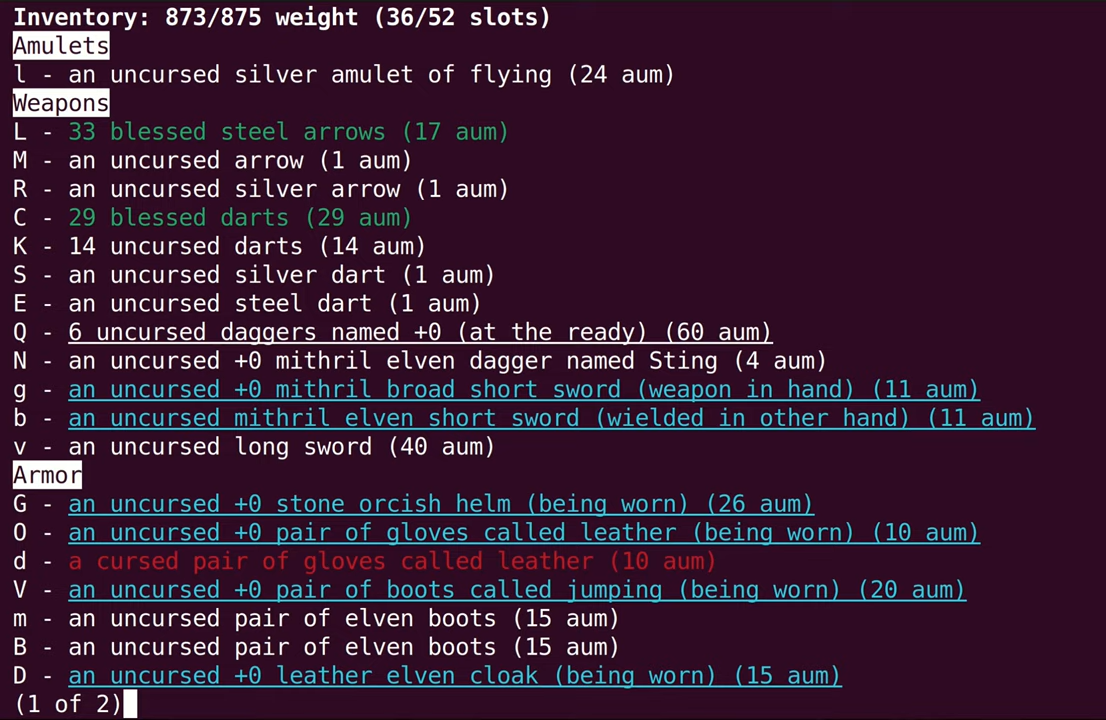 Inventory: 873/875 weight (36/52 slots)
Amulets
l - an uncursed silver amulet of flying (24 aum)
Weapons
L - 33 blessed steel arrows (17 aum)
M - an uncursed arrow (1 aum)
R - an uncursed silver arrow (1 aum)
C - 29 blessed darts (29 aum)
K - 14 uncursed darts (14 aum)
S - an uncursed silver dart (1 aum)
E - an uncursed steel dart (1 aum)
Q - 6 uncursed daggers named +0 (at the ready) (60 aum)
N - an uncursed +0 mithril elven dagger named Sting (4 aum)
g - an uncursed +0 mithril broad short sword (weapon in hand) (11 aum)
b - an uncursed mithril elven short sword (wielded in other hand) (11 aum)
v - an uncursed long sword (40 aum)
Armor
G - an uncursed +0 stone orcish helm (being worn) (26 aum)
O - an uncursed +0 pair of gloves called leather (being worn) (10 aum)
d - a cursed pair of gloves called leather (10 aum)
V - an uncursed +0 pair of boots called jumping (being worn) (20 aum)
m - an uncursed pair of elven boots (15 aum)
B - an uncursed pair of elven boots (15 aum)
D - an uncursed +0 leather elven cloak (being worn) (15 aum)
(1 of 2)